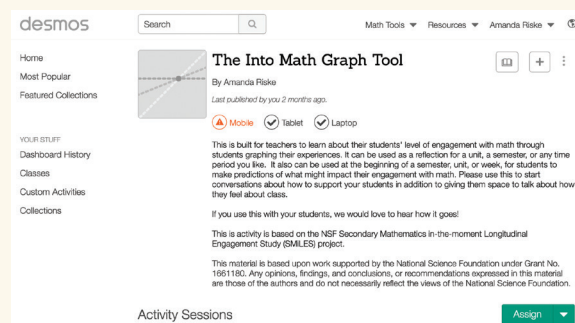 desmos
Search
Math Tools ▼ Resources ▼ Amanda Riske ▼
Home
Most Popular
Featured Collections
YOUR STUFF
Dashboard History
Classes
Custom Activities
Collections
The Into Math Graph Tool
By Amanda Riske
Last published by you 2 months ago.
Mobile Tablet Laptop
This is built for teachers to learn about their students' level of engagement with math through
students graphing their experiences. It can be used as a reflection for a unit, a semester, or any time
period you like. It also can be used at the beginning of a semester, unit, or week, for students to
make predictions of what might impact their engagement with math. Please use this to start
conversations about how to support your students in addition to giving them space to talk about how
they feel about class.
If you use this with your students, we would love to hear how it goes!
This is activity is based on the NSF Secondary Mathematics in-the-moment Longitudinal
Engagement Study (SMiLES) project.
This material is based upon work supported by the National Science Foundation under Grant No.
1661180. Any opinions, findings, and conclusions, or recommendations expressed in this material
are those of the authors and do not necessarily reflect the views of the National Science Foundation.
Activity Sessions
Assign ▼